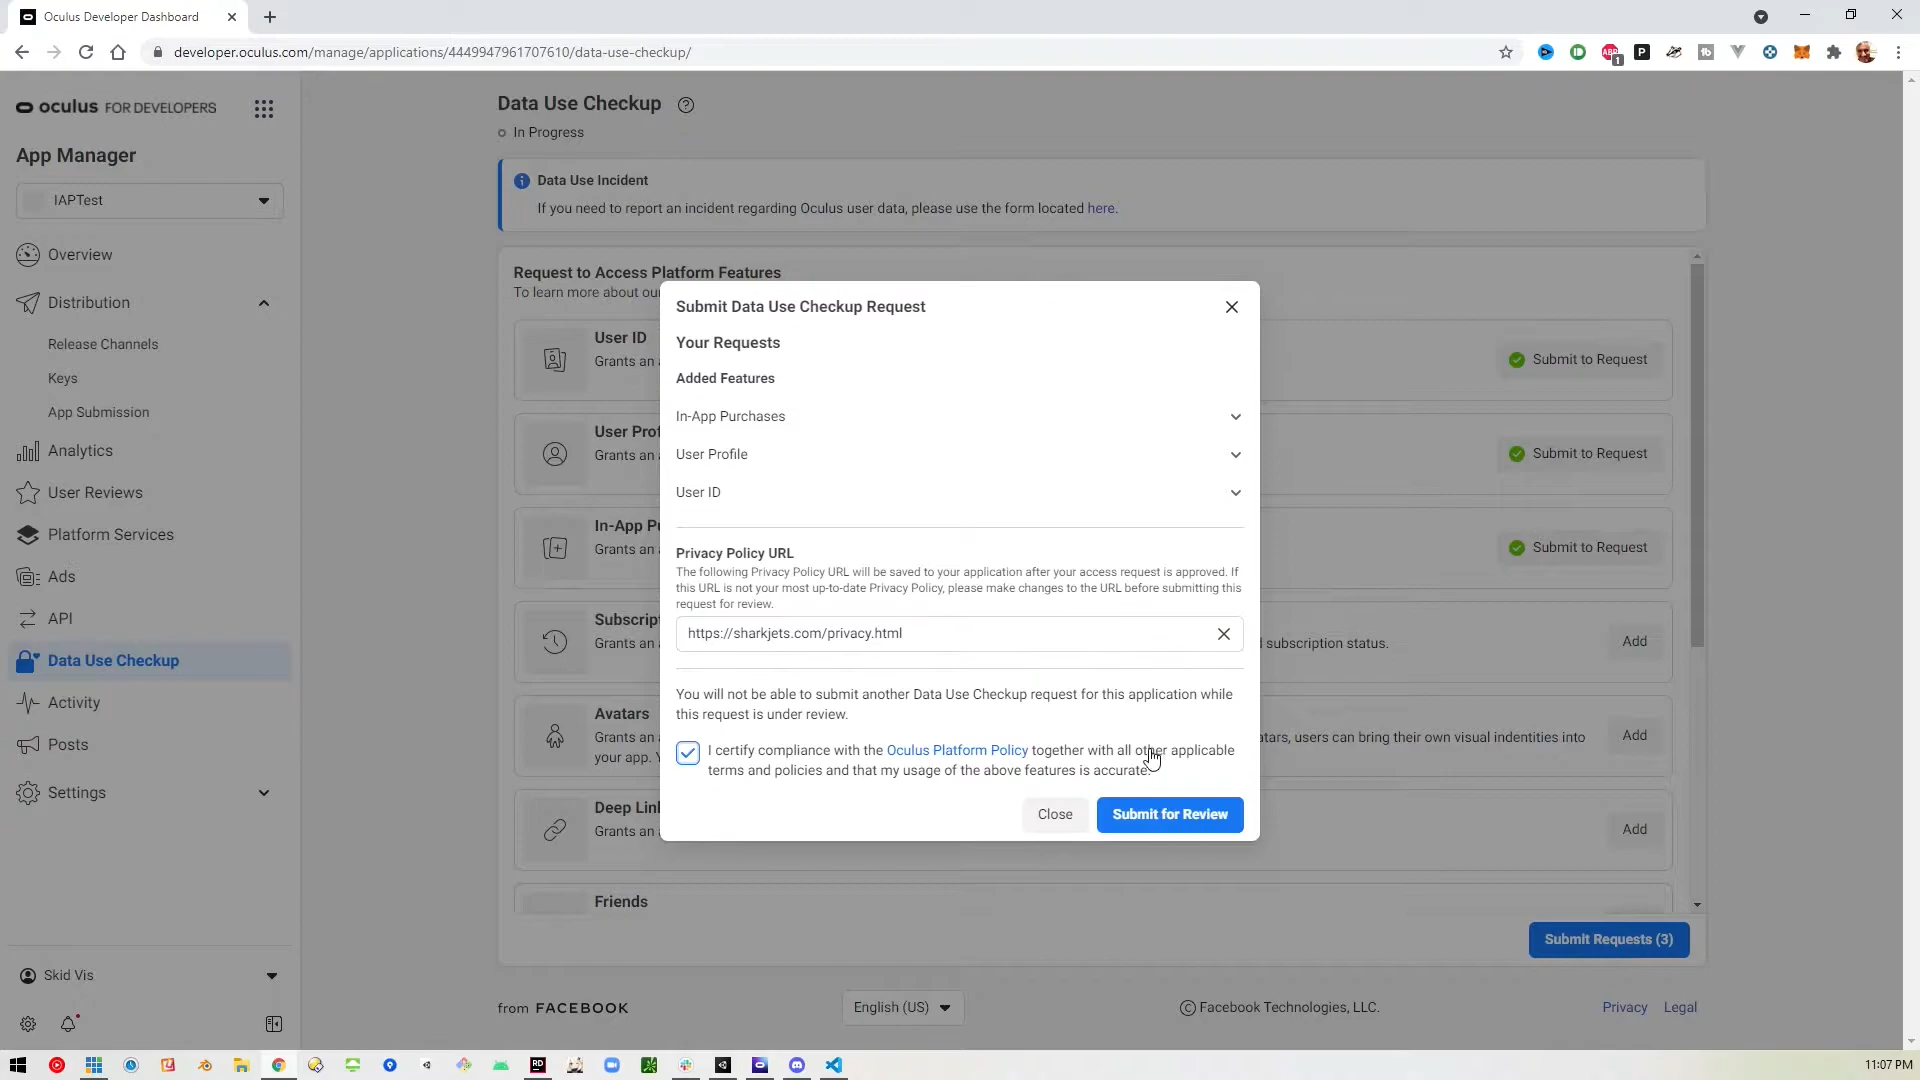 Oculus Developer Dashboard
developer.oculus.com/manage/applications/4449947961707610/data-use-checkup/
ABP
1
P
tb
oculus FOR DEVELOPERS
App Manager
IAPTest
Overview
Distribution
Release Channels
Keys
App Submission
Analytics
User Reviews
Platform Services
Ads
API
Data Use Checkup
Activity
Posts
Settings
Skid Vis
Data Use Checkup
In Progress
Data Use Incident
If you need to report an incident regarding Oculus user data, please use the form located here.
Request to Access Platform Features
To learn more about ou
User ID
Grants an
Submit to Request
User Prof
Grants an
Submit to Request
In-App Pu
Grants an
Submit to Request
Subscrip
Grants an
subscription status.
Add
Avatars
Grants an
atars, users can bring their own visual indentities into
your app. Y
Add
Deep Lin
Grants an
Add
Friends
Submit Requests (3)
Submit Data Use Checkup Request
Your Requests
Added Features
In-App Purchases
User Profile
User ID
Privacy Policy URL
The following Privacy Policy URL will be saved to your application after your access request is approved. If
this URL is not your most up-to-date Privacy Policy, please make changes to the URL before submitting this
request for review.
https://sharkjets.com/privacy.html
You will not be able to submit another Data Use Checkup request for this application while
this request is under review.
I certify compliance with the Oculus Platform Policy together with all other applicable
terms and policies and that my usage of the above features is accurate.
Close
Submit for Review
from FACEBOOK
English (US)
© Facebook Technologies, LLC.
Privacy
Legal
RD
11:07 PM